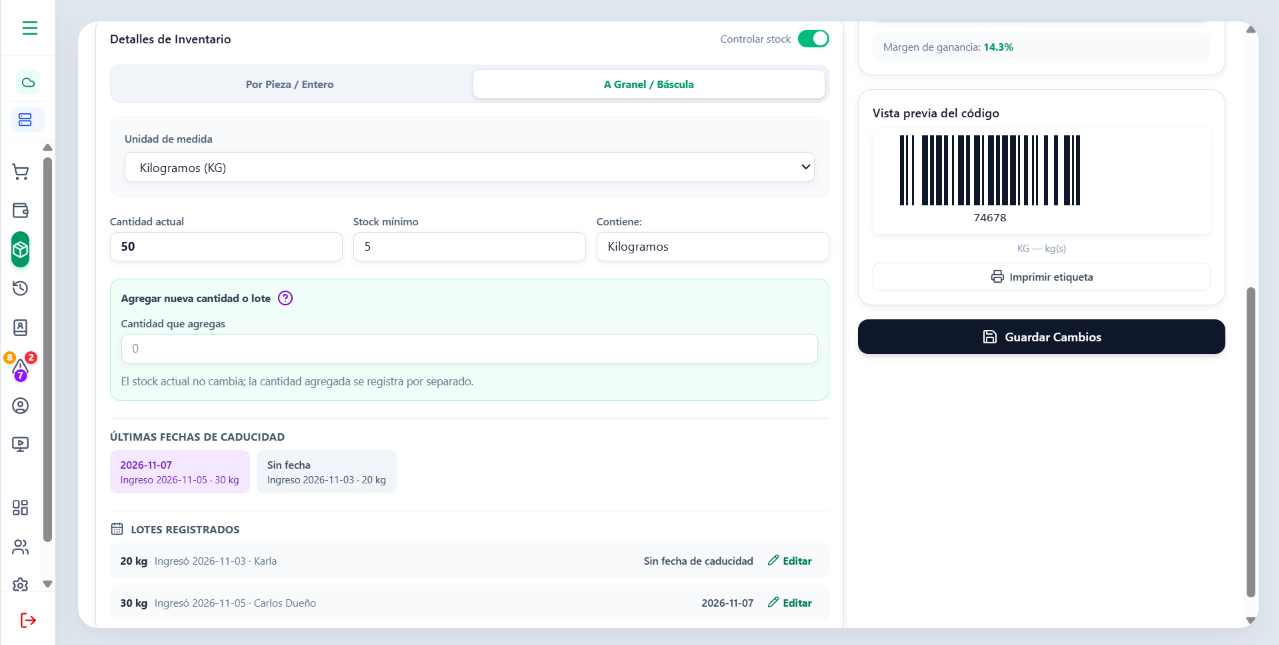 Detalles de Inventario
Controlar stock
Por Pieza / Entero
A Granel / Báscula
Unidad de medida
Kilogramos (KG)
Cantidad actual
Stock mínimo
Contiene:
50
5
Kilogramos
Agregar nueva cantidad o lote ?
Cantidad que agregas
0
El stock actual no cambia; la cantidad agregada se registra por separado.
ÚLTIMAS FECHAS DE CADUCIDAD
2026-11-07
Ingreso 2026-11-05 · 30 kg
Sin fecha
Ingreso 2026-11-03 · 20 kg
LOTES REGISTRADOS
20 kg Ingresó 2026-11-03 · Karla
Sin fecha de caducidad
Editar
30 kg Ingresó 2026-11-05 · Carlos Dueño
2026-11-07
Editar
Margen de ganancia: 14.3%
Vista previa del código
74678
KG — kg(s)
Imprimir etiqueta
Guardar Cambios
8
2
7